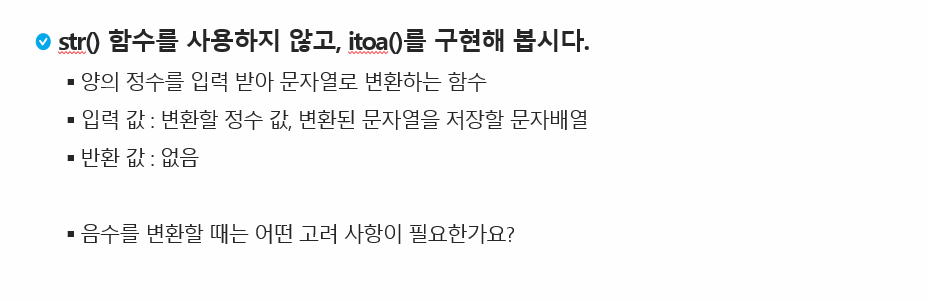 str() 함수를 사용하지 않고, itoa()를 구현해 봅시다.
▪ 양의 정수를 입력 받아 문자열로 변환하는 함수
▪ 입력 값 : 변환할 정수 값, 변환된 문자열을 저장할 문자배열
▪ 반환 값 : 없음
▪ 음수를 변환할 때는 어떤 고려 사항이 필요한가요?